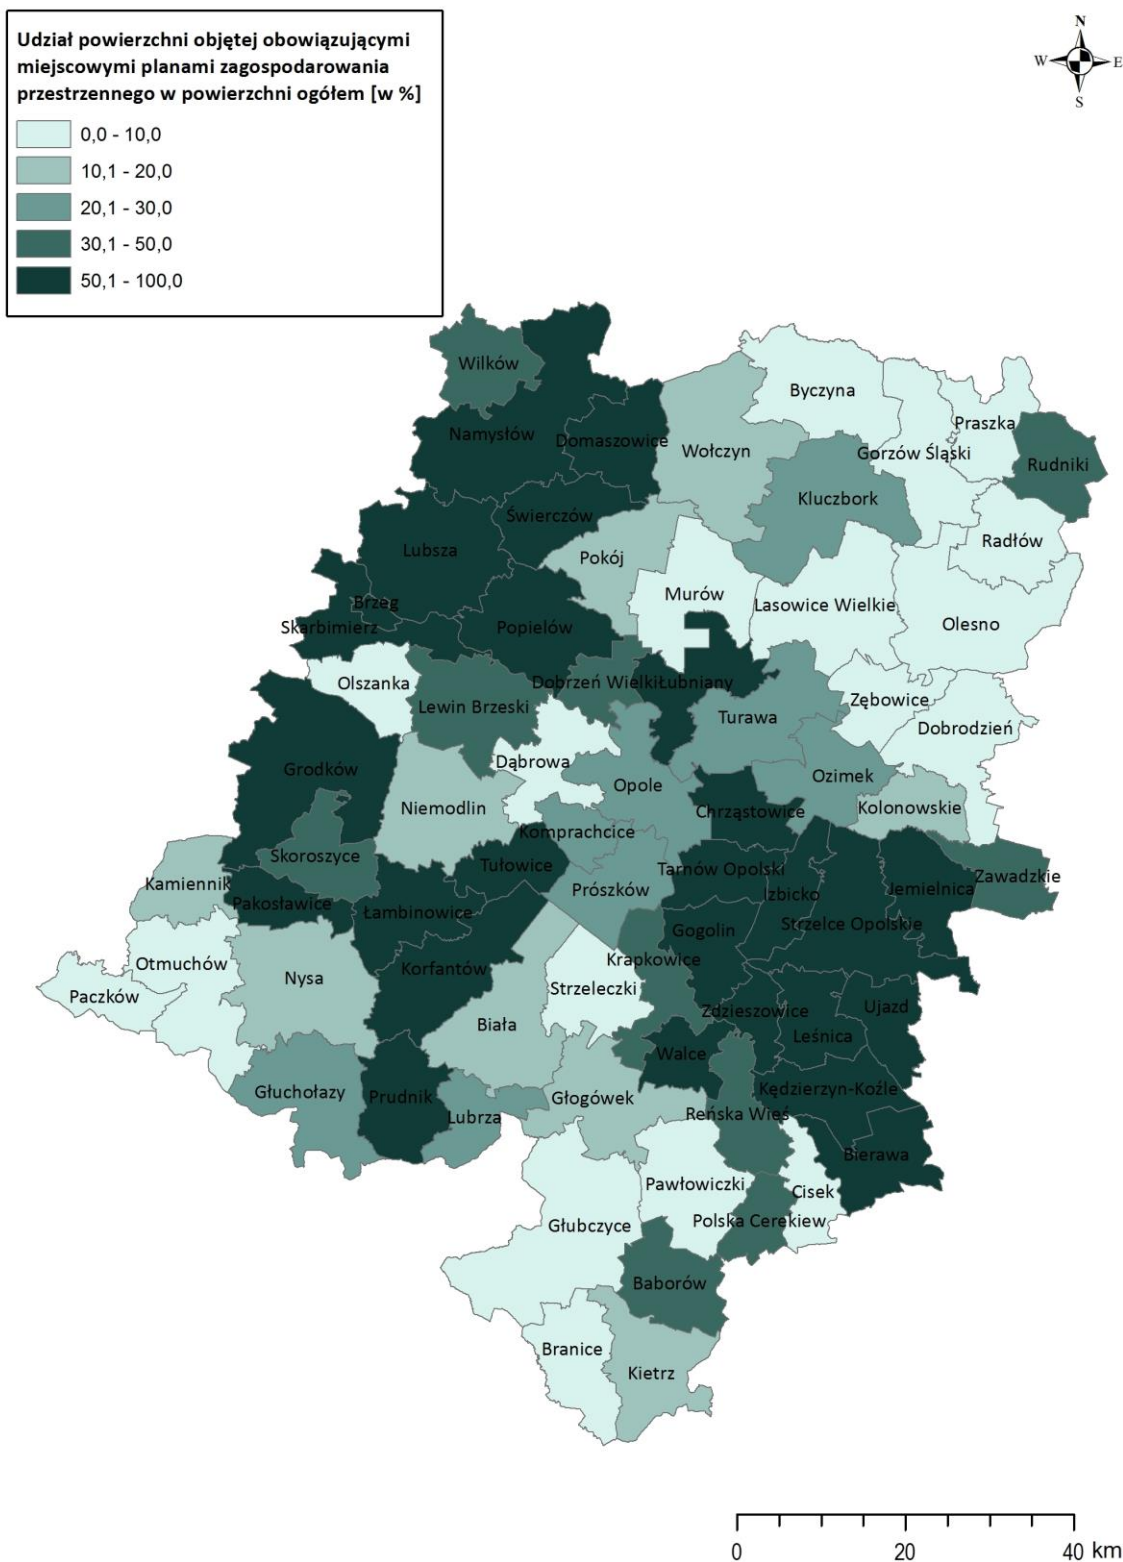 Udział powierzchni objętej obowiązującymi
miejscowymi planami zagospodarowania
przestrzennego w powierzchni ogółem [w %]
0,0 - 10,0
10,1 - 20,0
20,1 - 30,0
30,1 - 50,0
50,1 - 100,0
N
W E
S
Wilków
Byczyna
Praszka
Namysłów
Domaszowice
Wołczyn
Gorzów Śląski
Rudniki
Kluczbork
Świerczów
Radłów
Lubsza
Pokój
Murów
Lasowice Wielkie
Brzeg
Olesno
Skarbimierz
Popielów
Olszanka
Dobrzeń Wielki
Łubniany
Zębowice
Lewin Brzeski
Turawa
Dobrodzień
Dąbrowa
Grodków
Ozimek
Opole
Niemodlin
Chrząstowice
Kolonowskie
Komprachcice
Skoroszyce
Tułowice
Tarnów Opolski
Zawadzkie
Kamiennik
Prószków
Izbicko
Jemielnica
Pakosławice
Łambinowice
Strzelce Opolskie
Gogolin
Otmuchów
Krapkowice
Korfantów
Nysa
Strzeleczki
Paczków
Ujazd
Zdzieszowice
Biała
Leśnica
Walce
Głuchołazy
Kędzierzyn-Koźle
Prudnik
Głogówek
Lubrza
Reńska Wieś
Bierawa
Pawłowiczki
Cisek
Polska Cerekiew
Głubczyce
Baborów
Branice
Kietrz
0 20 40 km